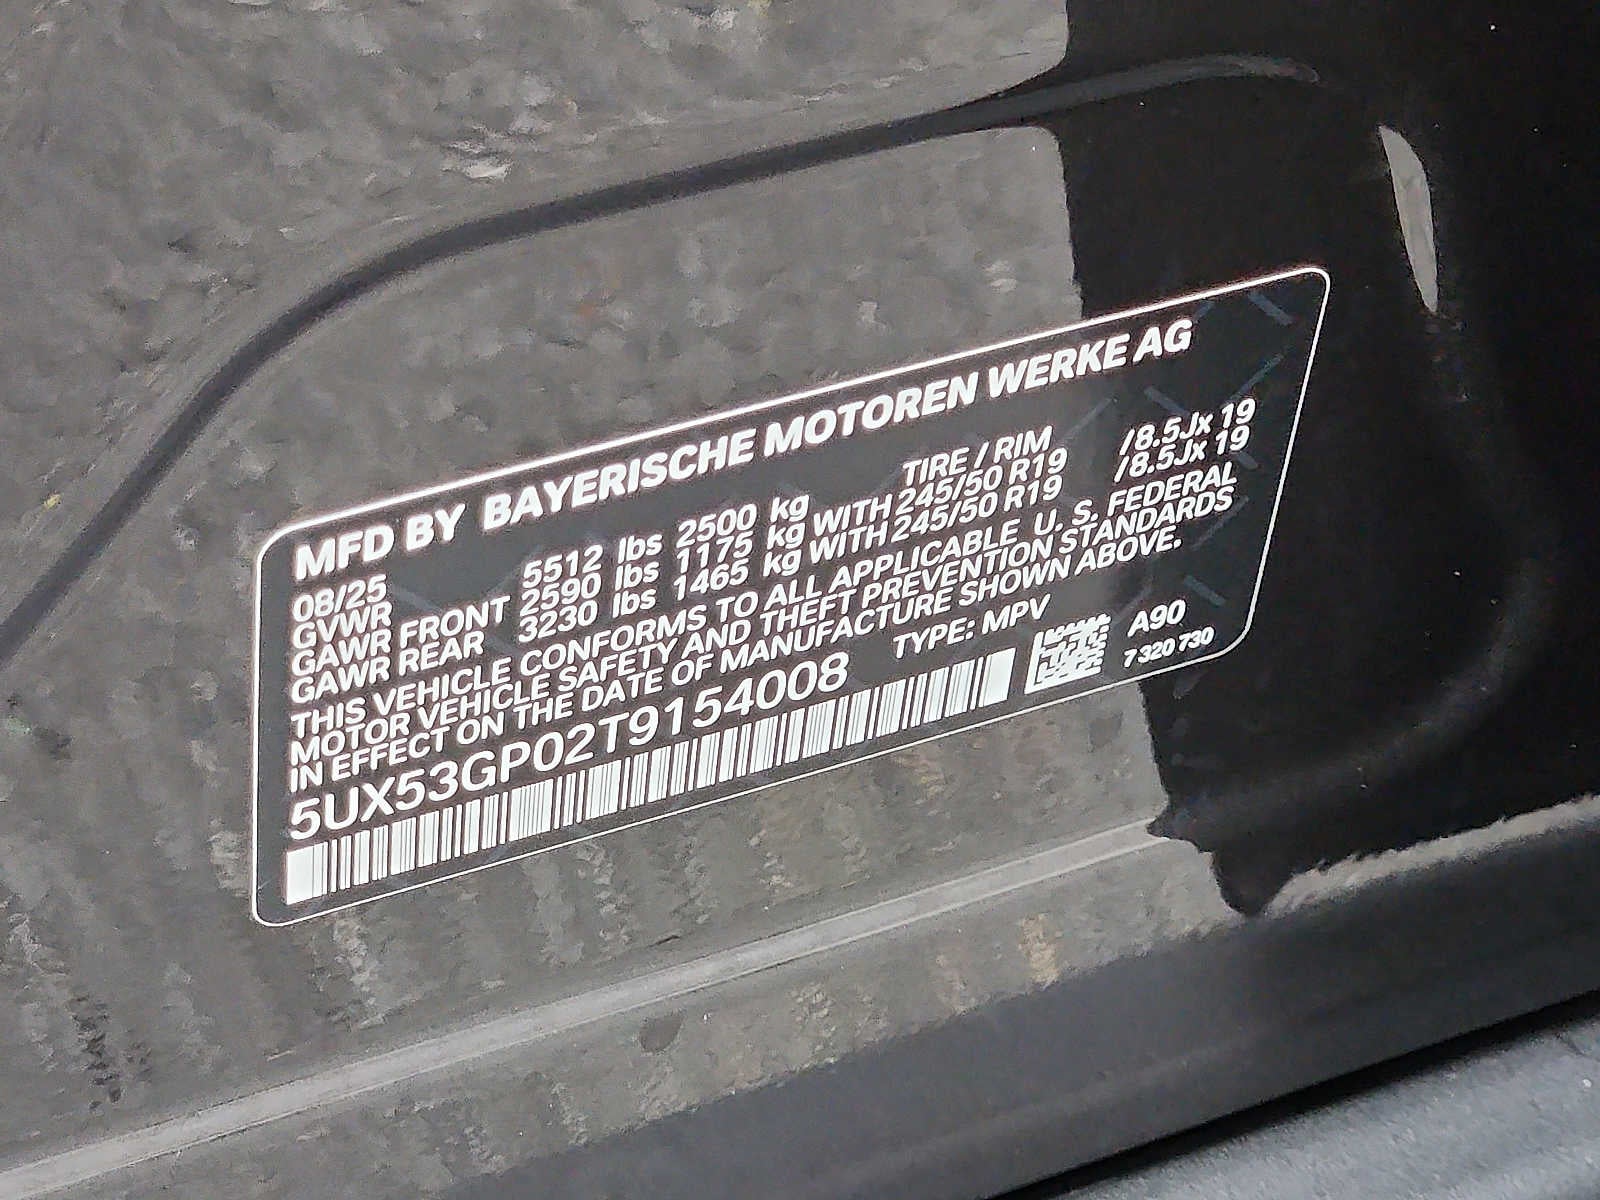 MFD BY BAYERISCHE MOTOREN WERKE AG
08/25 TIRE / RIM
GVWR 5512 lbs 2500 kg
GAWR FRONT 2590 lbs 1175 kg WITH 245/50 R19 /8.5Jx 19
GAWR REAR 3230 lbs 1465 kg WITH 245/50 R19 /8.5Jx 19
THIS VEHICLE CONFORMS TO ALL APPLICABLE U. S. FEDERAL
MOTOR VEHICLE SAFETY AND THEFT PREVENTION STANDARDS
IN EFFECT ON THE DATE OF MANUFACTURE SHOWN ABOVE.
5UX53GP02T9154008 TYPE: MPV
A90
7 320 730